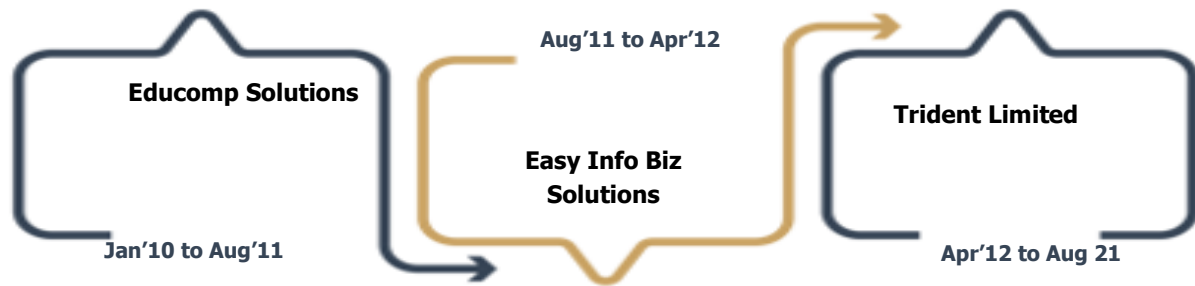 Educomp Solutions
Jan’10 to Aug’11
Aug’11 to Apr’12
Easy Info Biz
Solutions
Trident Limited
Apr’12 to Aug 21